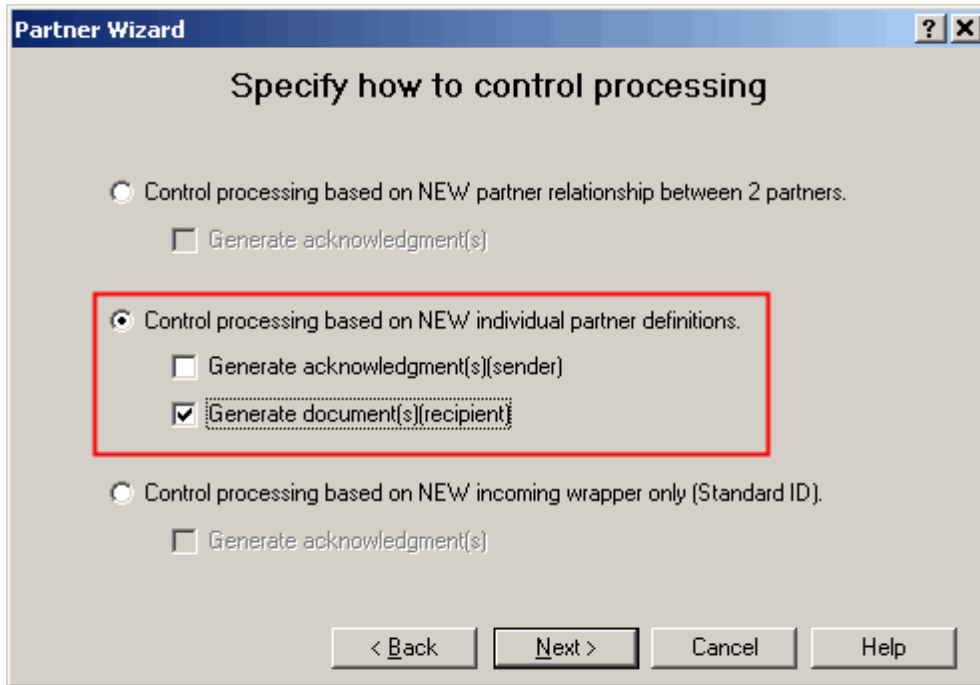 Partner Wizard
Specify how to control processing
Control processing based on NEW partner relationship between 2 partners.
Generate acknowledgment(s)
Control processing based on NEW individual partner definitions.
Generate acknowledgment(s)(sender)
Generate document(s)(recipient)
Control processing based on NEW incoming wrapper only (Standard ID).
Generate acknowledgment(s)
< Back Next > Cancel Help